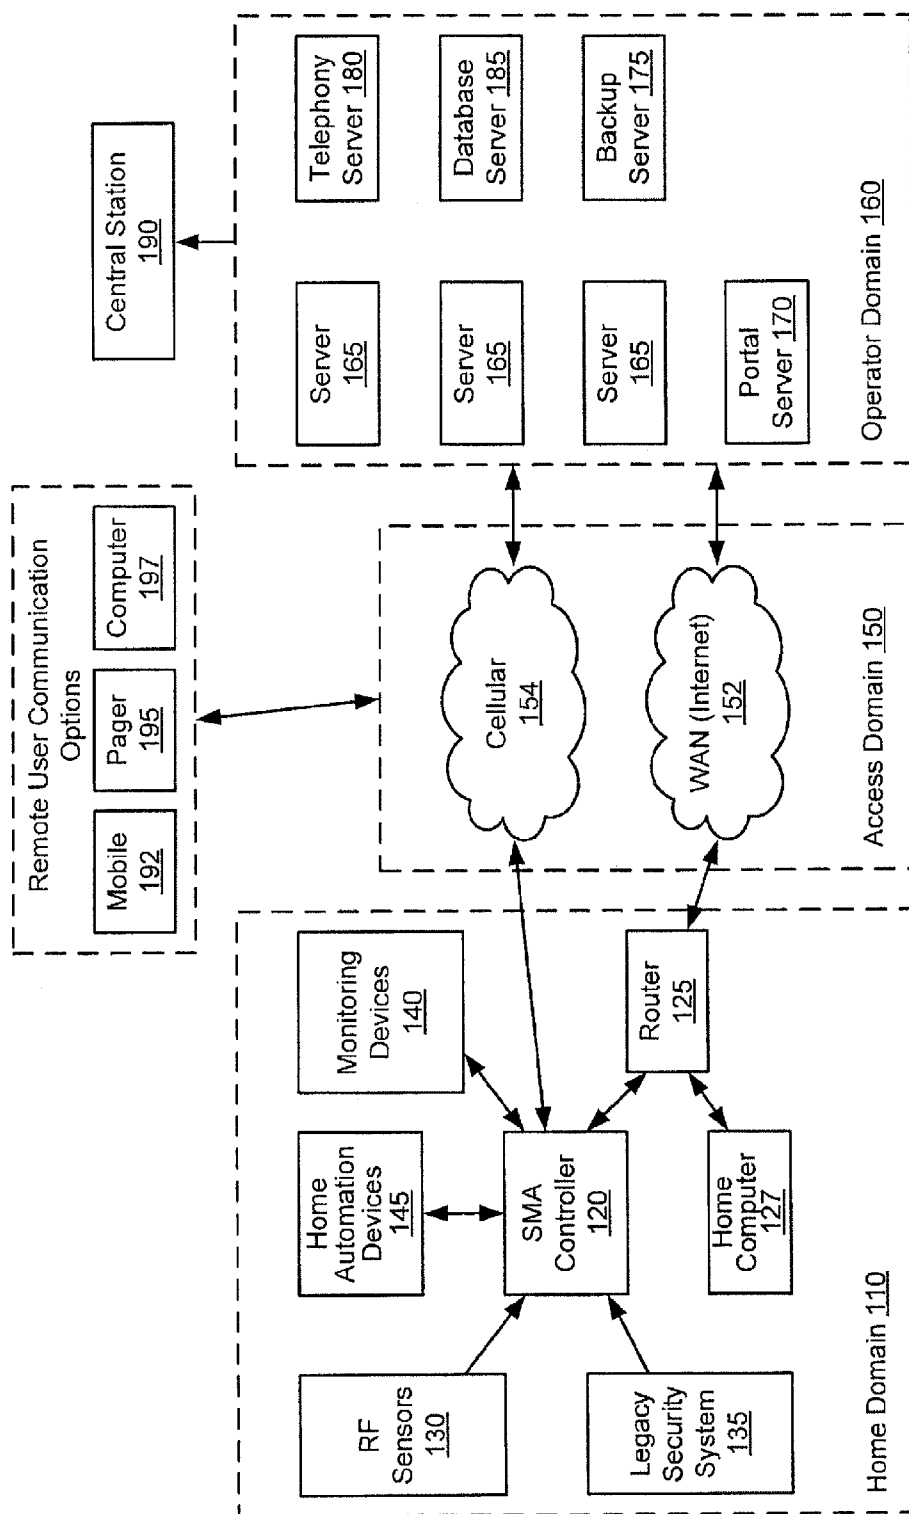 Remote User Communication
Options
Mobile
192
Pager
195
Computer
197
Central Station
190
RF
Sensors
130
Home
Automation
Devices
145
Monitoring
Devices
140
Legacy
Security
System
135
SMA
Controller
120
Router
125
Home
Computer
127
Home Domain 110
Cellular
154
WAN (Internet)
152
Access Domain 150
Server
165
Server
165
Server
165
Portal
Server 170
Telephony
Server 180
Database
Server 185
Backup
Server 175
Operator Domain 160